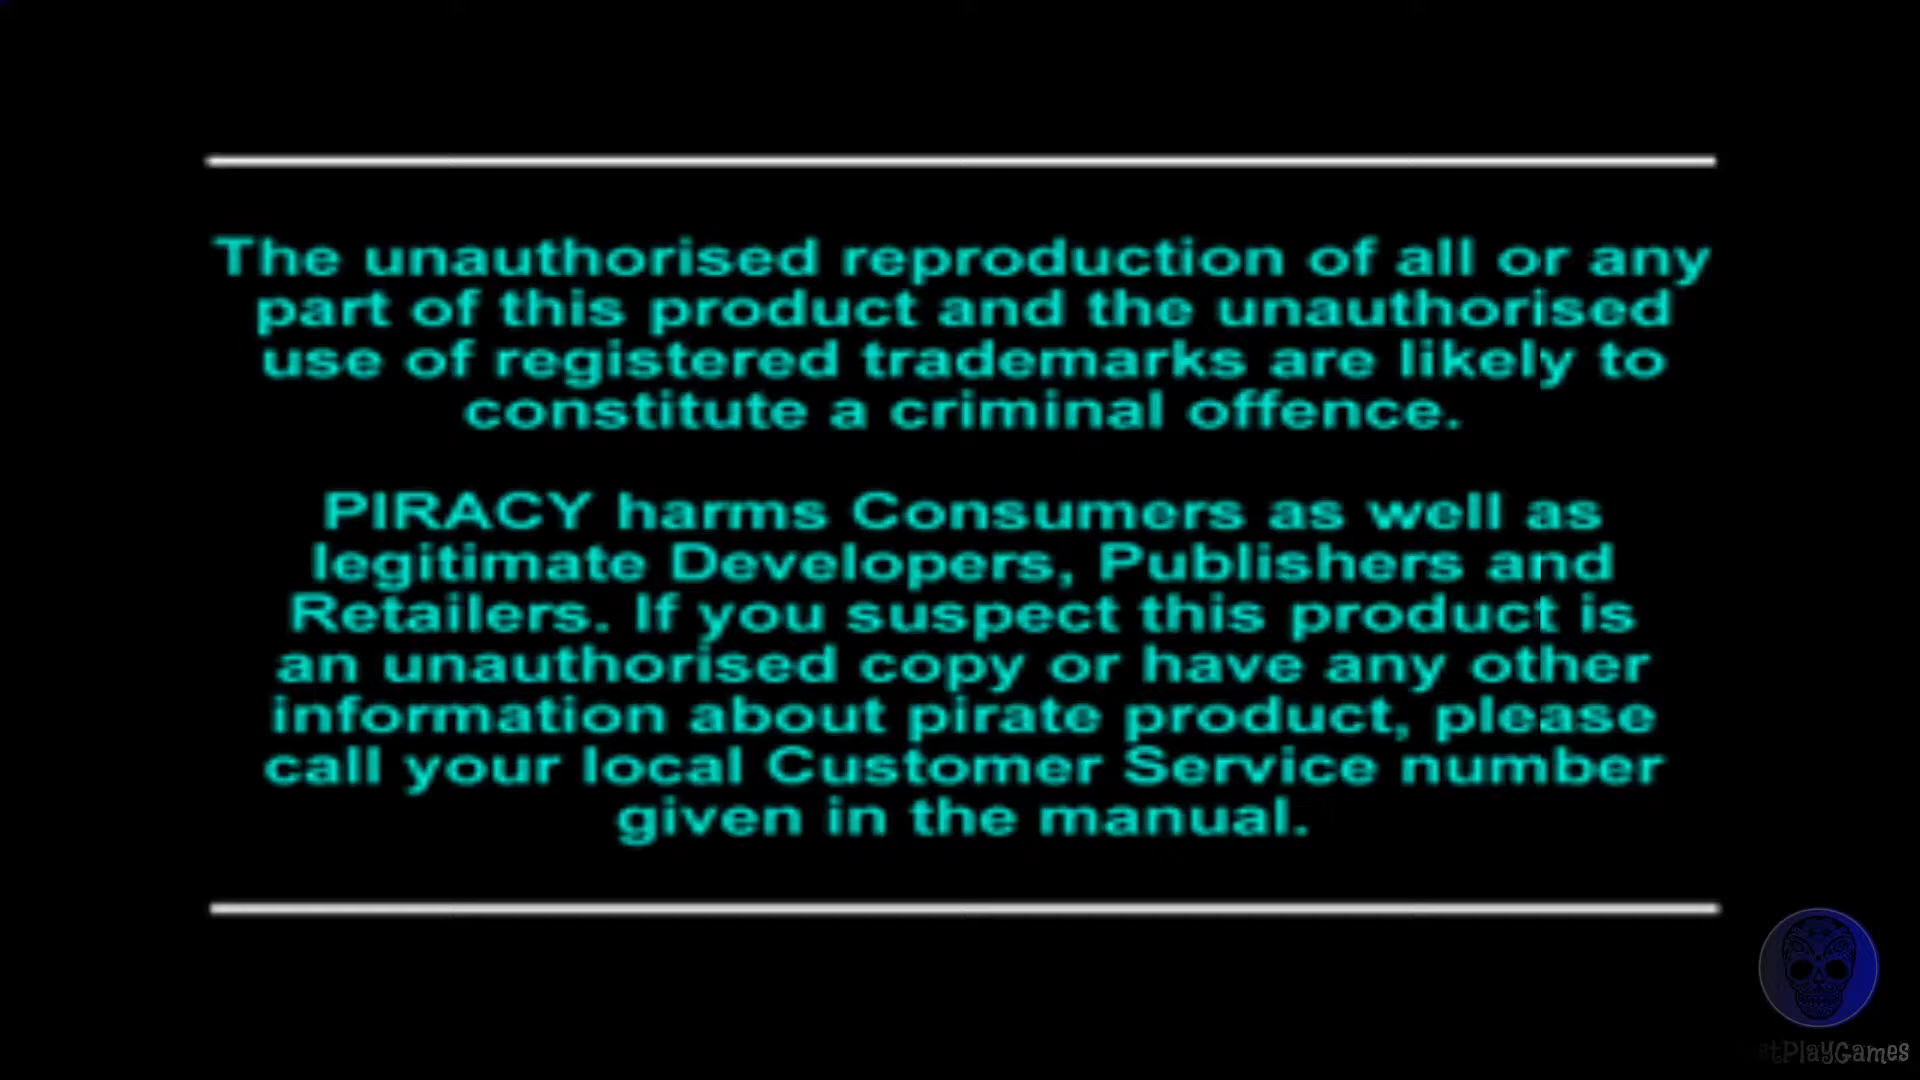 The unauthorised reproduction of all or any
part of this product and the unauthorised
use of registered trademarks are likely to
constitute a criminal offence.
PIRACY harms Consumers as well as
legitimate Developers, Publishers and
Retailers. If you suspect this product is
an unauthorised copy or have any other
information about pirate product, please
call your local Customer Service number
given in the manual.